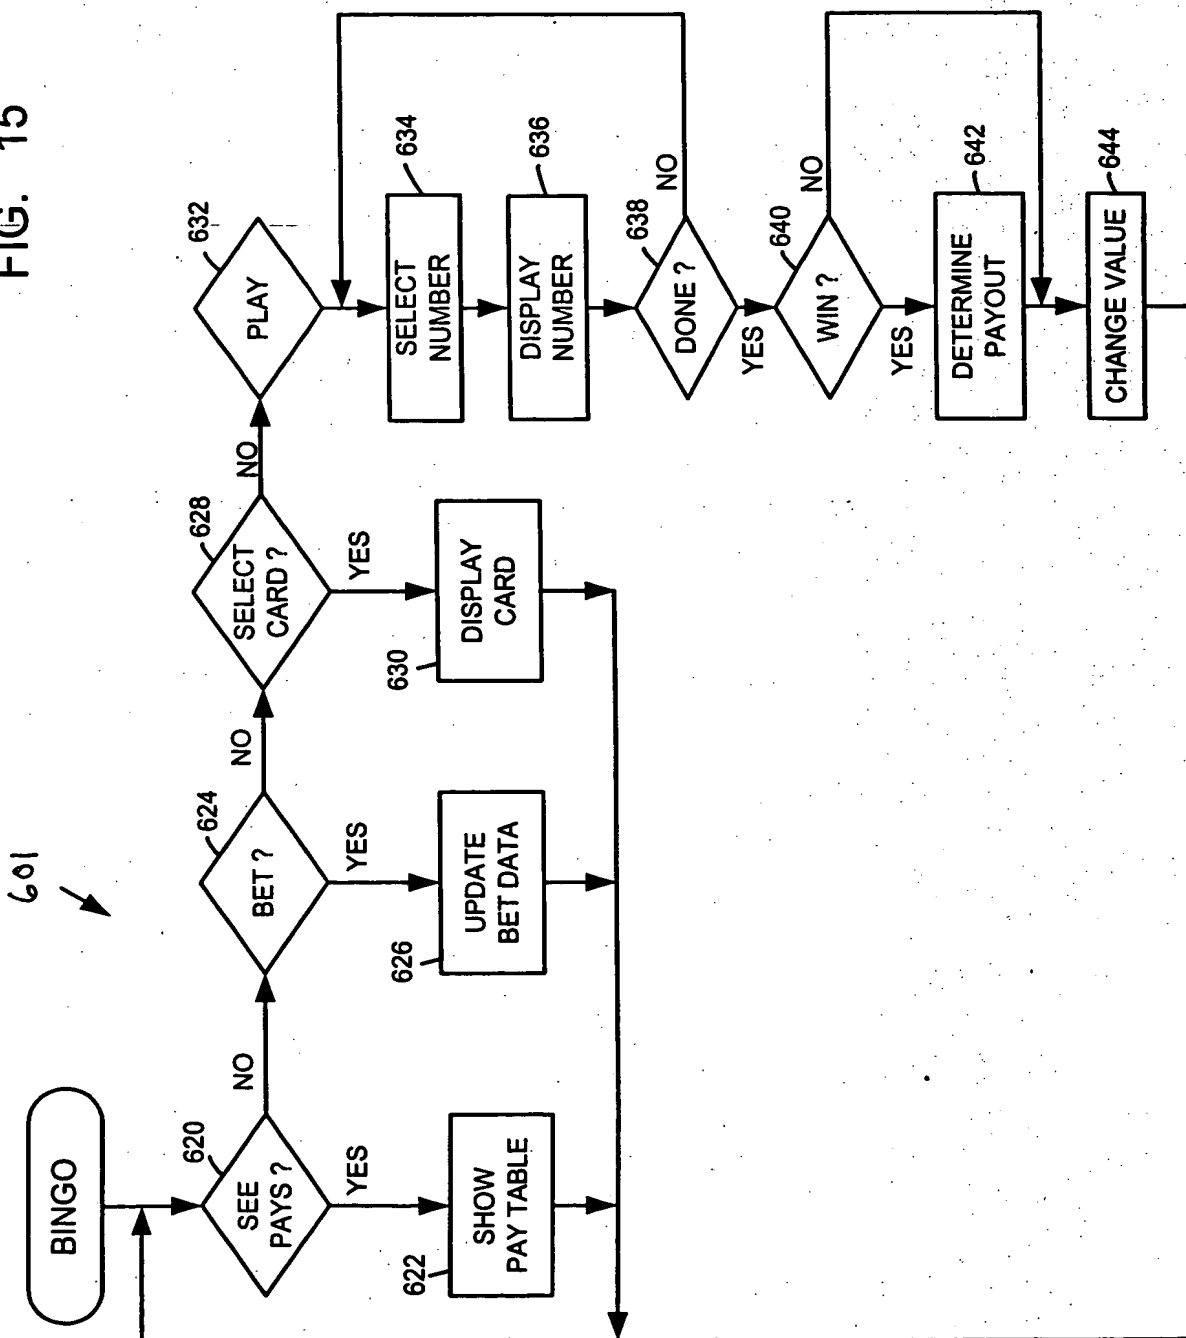 FIG. 15
601
BINGO
620
SEE
PAYS ?
NO
YES
622
SHOW
PAY TABLE
624
BET ?
NO
YES
626
UPDATE
BET DATA
628
SELECT
CARD ?
NO
YES
630
DISPLAY
CARD
632
PLAY
634
SELECT
NUMBER
636
DISPLAY
NUMBER
638
DONE ?
NO
YES
640
WIN ?
NO
YES
642
DETERMINE
PAYOUT
644
CHANGE VALUE